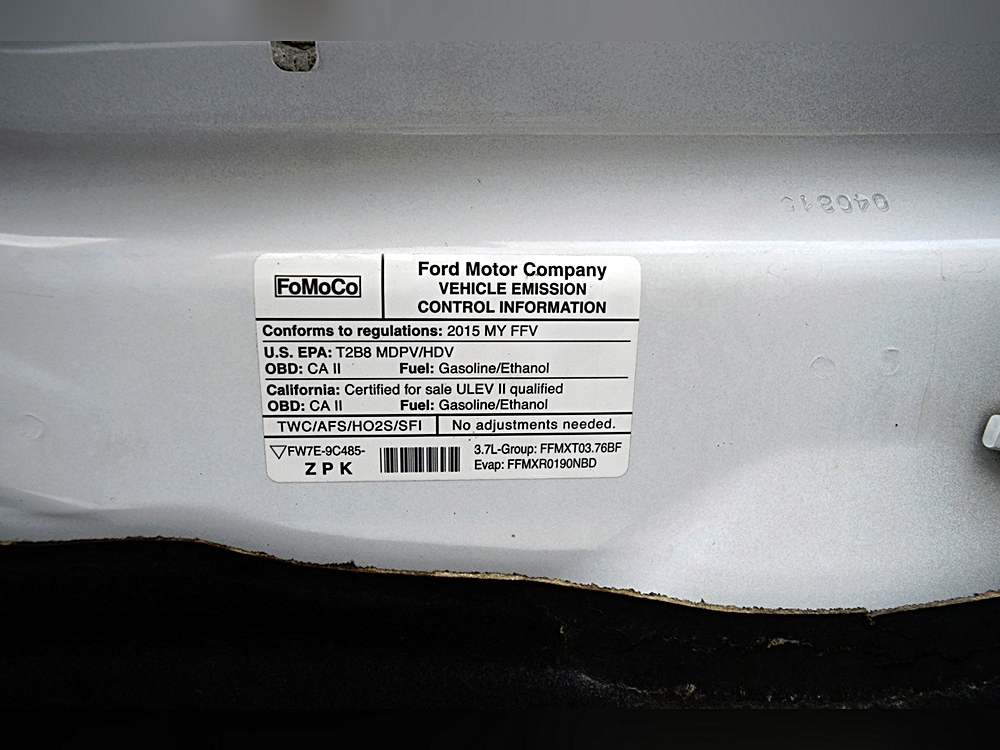 046815
FoMoCo
Ford Motor Company
VEHICLE EMISSION
CONTROL INFORMATION
Conforms to regulations: 2015 MY FFV
U.S. EPA: T2B8 MDPV/HDV
OBD: CA II Fuel: Gasoline/Ethanol
California: Certified for sale ULEV II qualified
OBD: CA II Fuel: Gasoline/Ethanol
TWC/AFS/HO2S/SFI No adjustments needed.
FW7E-9C485-
ZPK
3.7L-Group: FFMXT03.76BF
Evap: FFMXR0190NBD